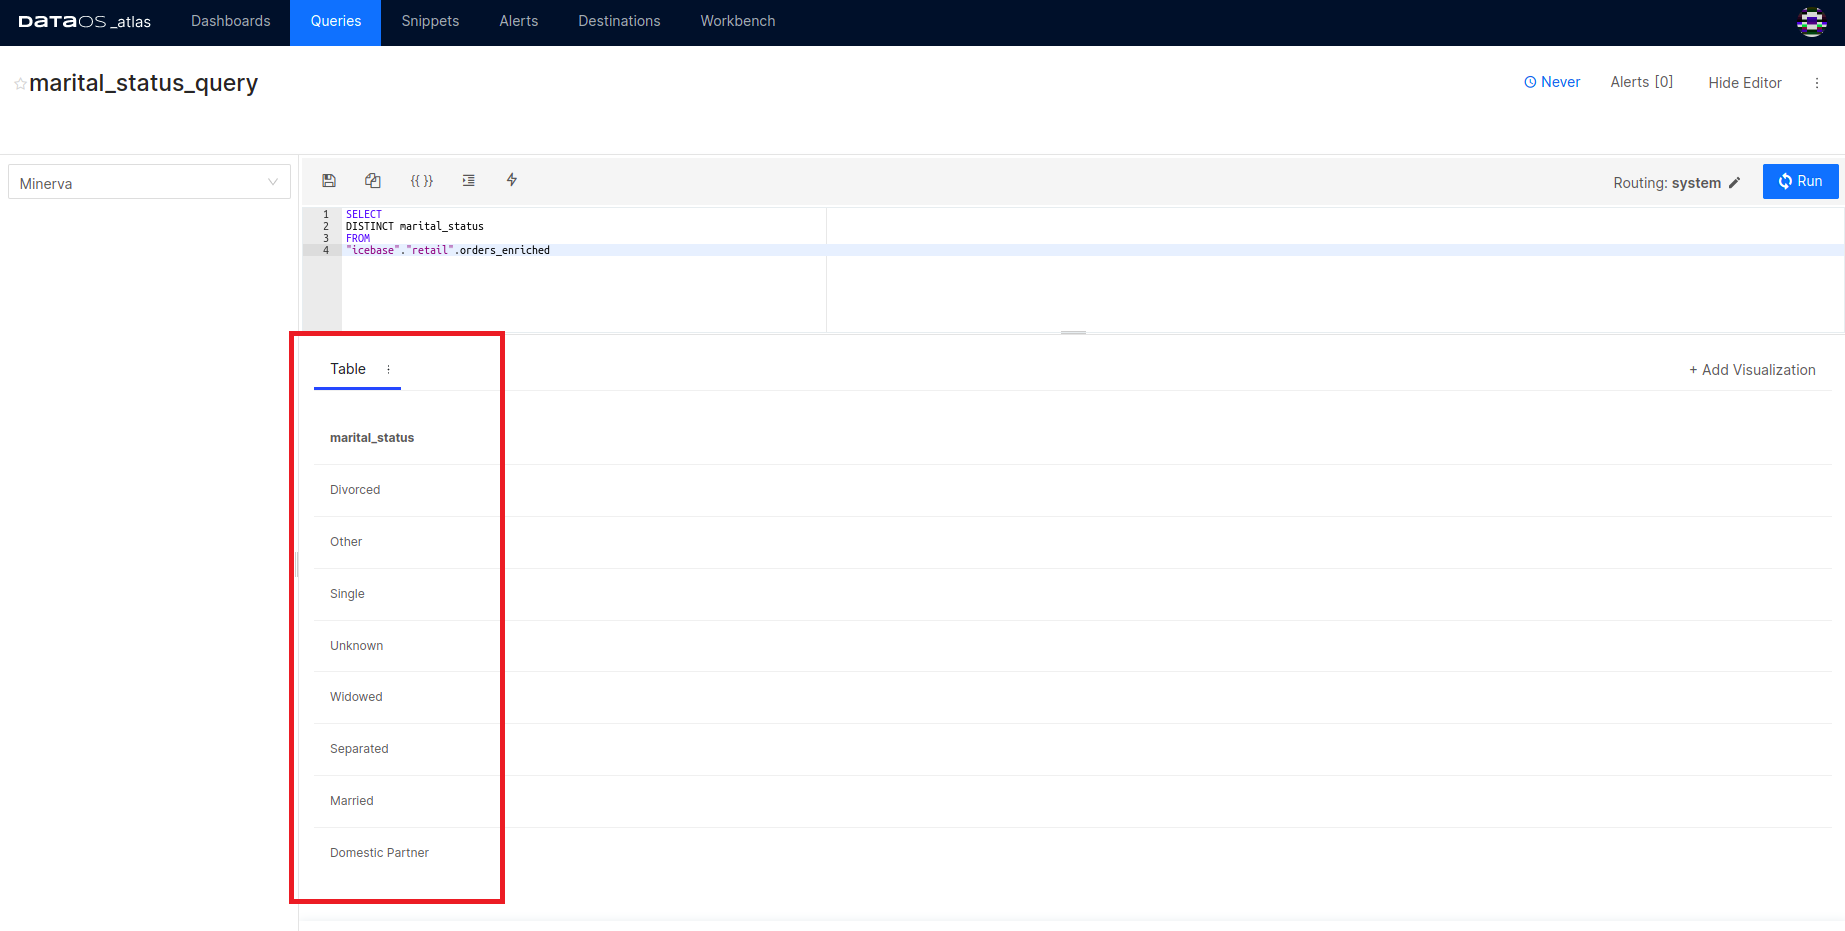 DATAOS _atlas Dashboards Queries Snippets Alerts Destinations Workbench
marital_status_query
Never Alerts [0] Hide Editor
Minerva
{{ }}
Routing: system Run
1 SELECT
2 DISTINCT marital_status
3 FROM
4 "icebase"."retail".orders_enriched
Table
+ Add Visualization
marital_status
Divorced
Other
Single
Unknown
Widowed
Separated
Married
Domestic Partner